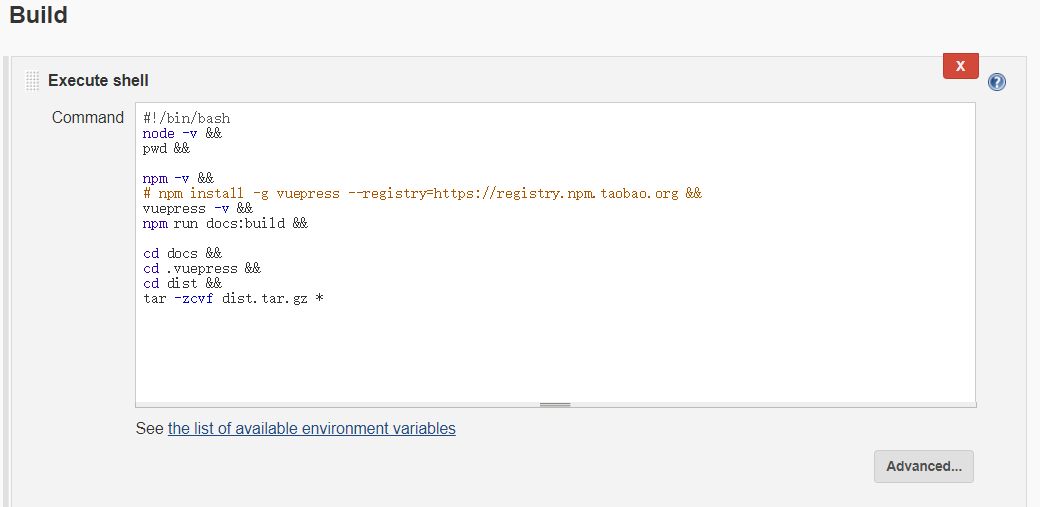 Build
Execute shell
X
Command
#!/bin/bash
node -v &&
pwd &&
npm -v &&
# npm install -g vuepress --registry=https://registry.npm.taobao.org &&
vuepress -v &&
npm run docs:build &&
cd docs &&
cd .vuepress &&
cd dist &&
tar -zcvf dist.tar.gz *
See the list of available environment variables
Advanced...